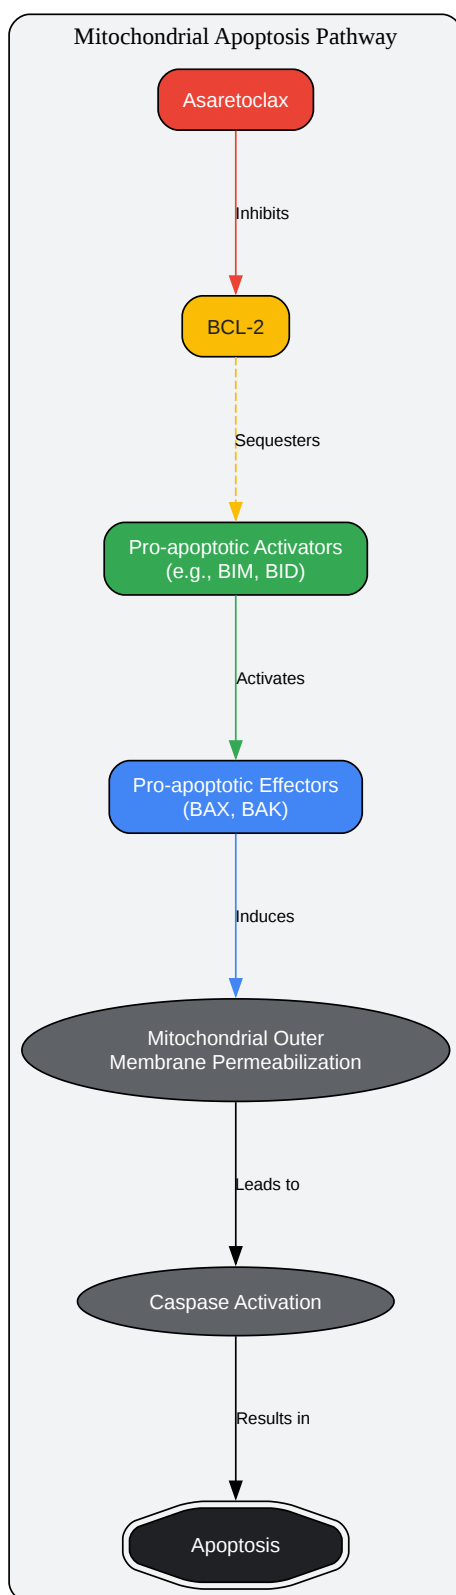 Mitochondrial Apoptosis Pathway
Asaretoclax
Inhibits
BCL-2
Sequesters
Pro-apoptotic Activators
(e.g., BIM, BID)
Activates
Pro-apoptotic Effectors
(BAX, BAK)
Induces
Mitochondrial Outer
Membrane Permeabilization
Leads to
Caspase Activation
Results in
Apoptosis